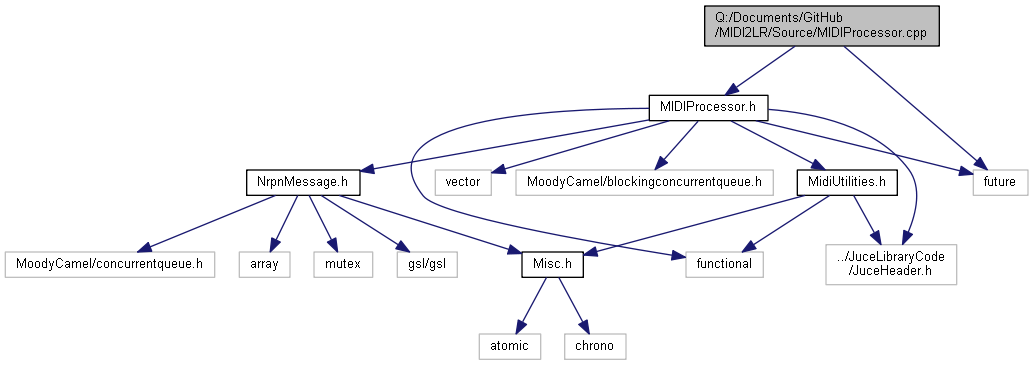 Q:/Documents/GitHub
/MIDI2LR/Source/MIDIProcessor.cpp
MIDIProcessor.h
NrpnMessage.h
vector
MoodyCamel/blockingconcurrentqueue.h
MidiUtilities.h
future
MoodyCamel/concurrentqueue.h
array
mutex
gsl/gsl
Misc.h
functional
../JuceLibraryCode
/JuceHeader.h
atomic
chrono